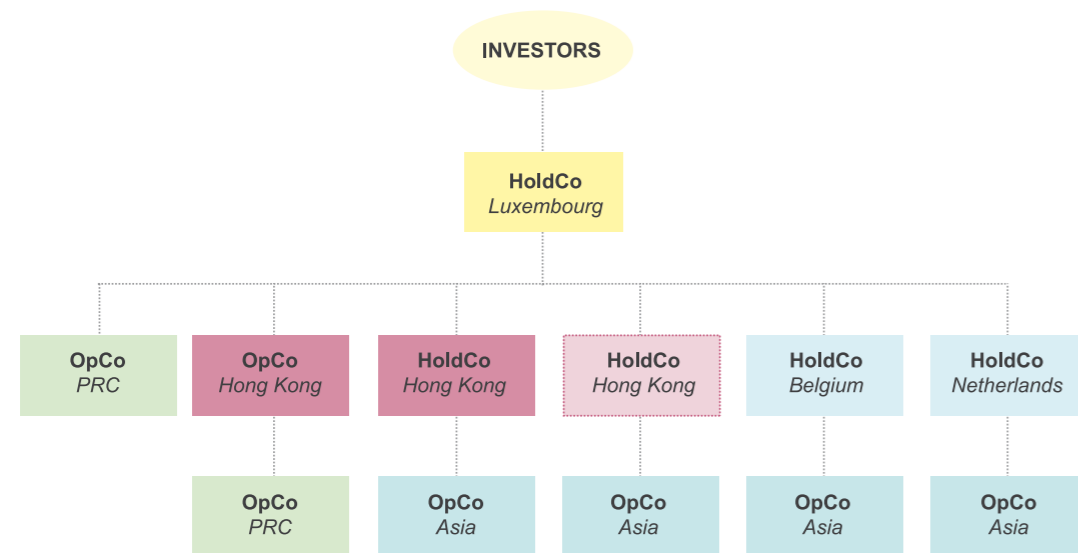 INVESTORS
HoldCo
Luxembourg
OpCo
PRC
OpCo
Hong Kong
HoldCo
Hong Kong
HoldCo
Hong Kong
HoldCo
Belgium
HoldCo
Netherlands
OpCo
PRC
OpCo
Asia
OpCo
Asia
OpCo
Asia
OpCo
Asia